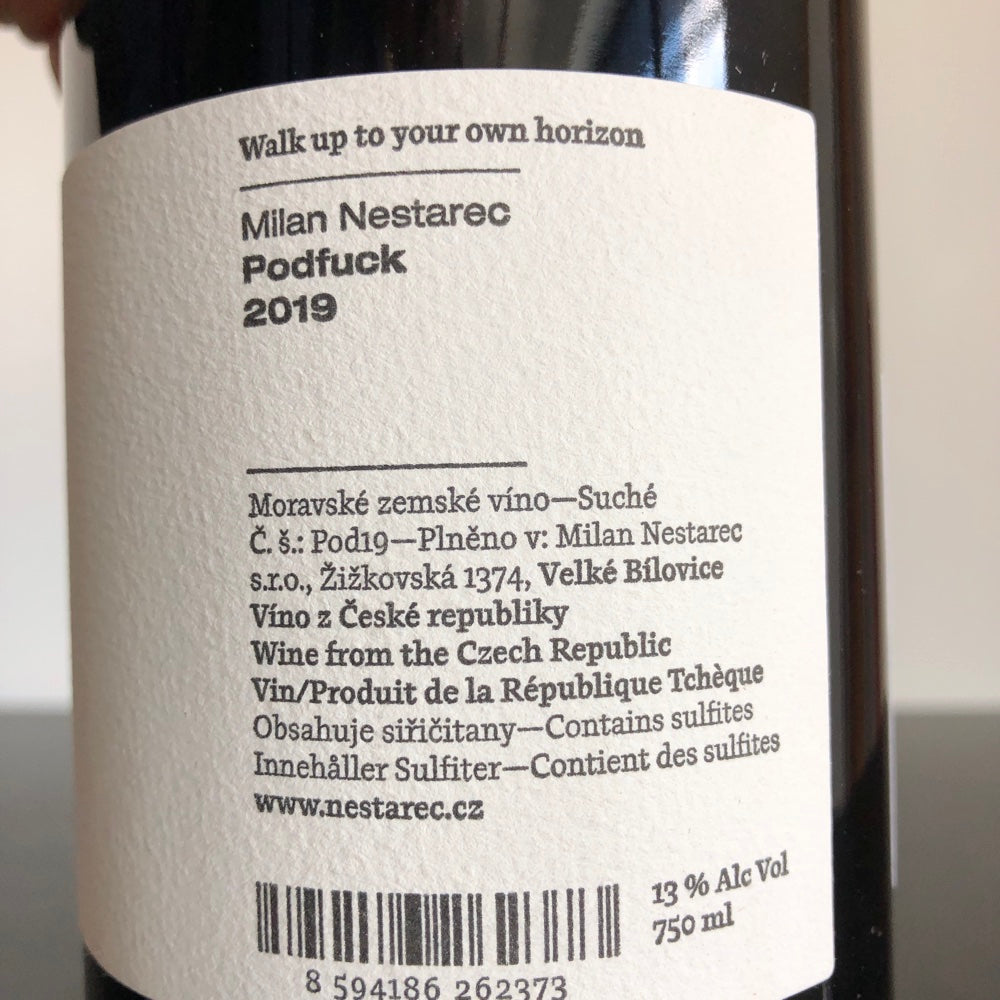 Walk up to your own horizon
Milan Nestarec
Podfuck
2019
Moravské zemské víno—Suché
Č. š.: Pod19—Plněno v: Milan Nestarec
s.r.o., Žižkovská 1374, Velké Bílovice
Víno z České republiky
Wine from the Czech Republic
Vin/Produit de la République Tchèque
Obsahuje siřičitany—Contains sulfites
Innehåller Sulfiter—Contient des sulfites
www.nestarec.cz
13 % Alc Vol
750 ml
8 594186 262373